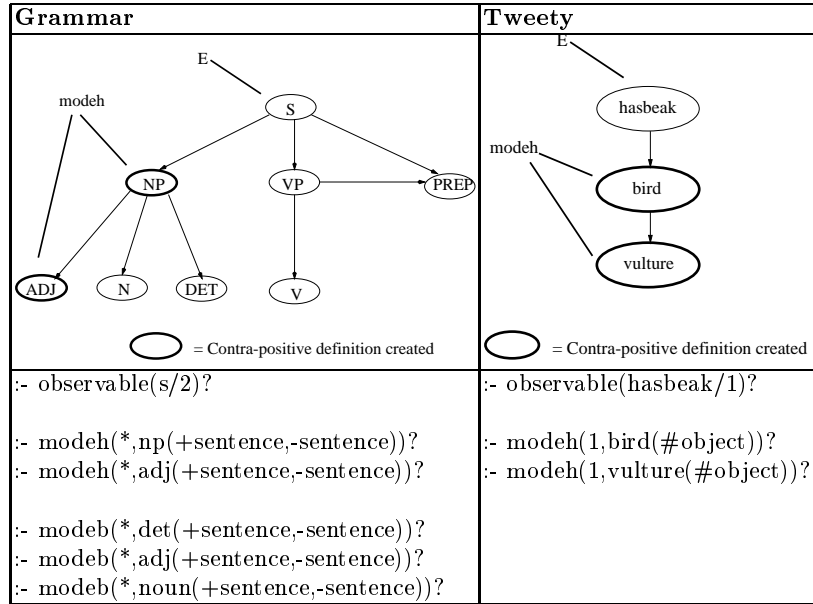 Grammar
Tweety
E
modeh
S
NP
VP
PREP
ADJ
N
DET
V
= Contra-positive definition created
E
hasbeak
modeh
bird
vulture
= Contra-positive definition created
:- observable(s/2)?
:- modeh(*,np(+sentence,-sentence))?
:- modeh(*,adj(+sentence,-sentence))?
:- modeb(*,det(+sentence,-sentence))?
:- modeb(*,adj(+sentence,-sentence))?
:- modeb(*,noun(+sentence,-sentence))?
:- observable(hasbeak/1)?
:- modeh(1,bird(#object))?
:- modeh(1,vulture(#object))?